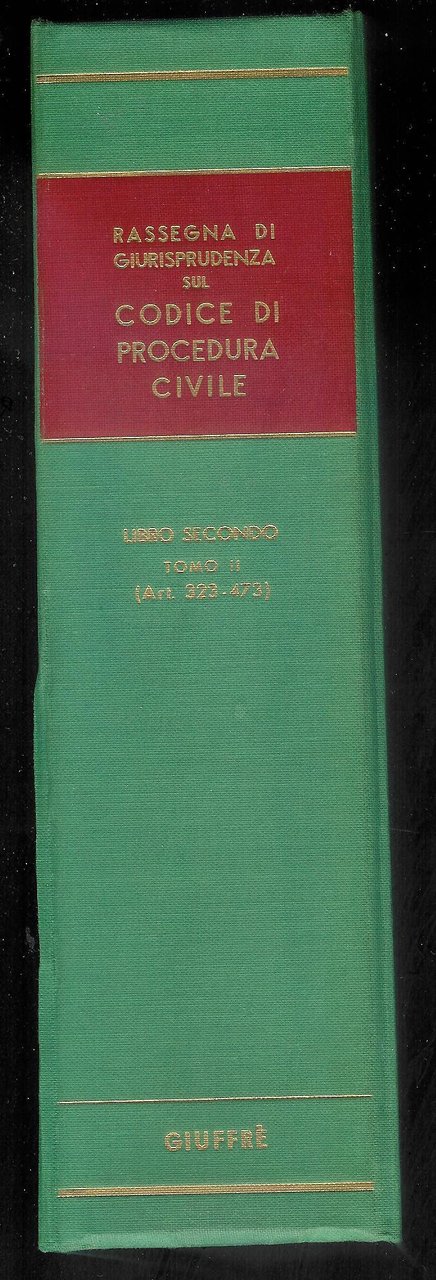 RASSEGNA DI
GIURISPRUDENZA
SUL
CODICE DI
PROCEDURA
CIVILE
LIBRO SECONDO
TOMO II
(Art. 323-473)
GIUFFRÈ